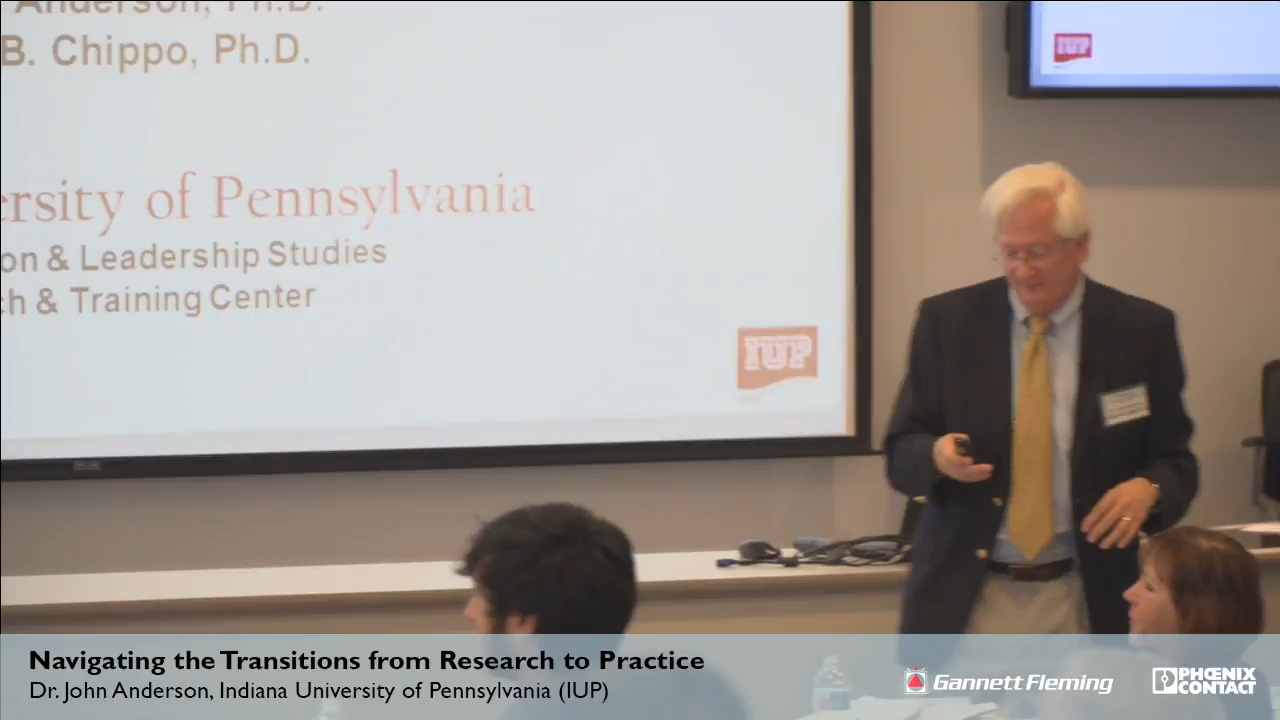 Anderson, Ph.D.
B. Chippo, Ph.D.
ersity of Pennsylvania
on & Leadership Studies
ch & Training Center
IUP
IUP
Navigating the Transitions from Research to Practice
Dr. John Anderson, Indiana University of Pennsylvania (IUP)
Gannett Fleming
PHŒNIX
CONTACT